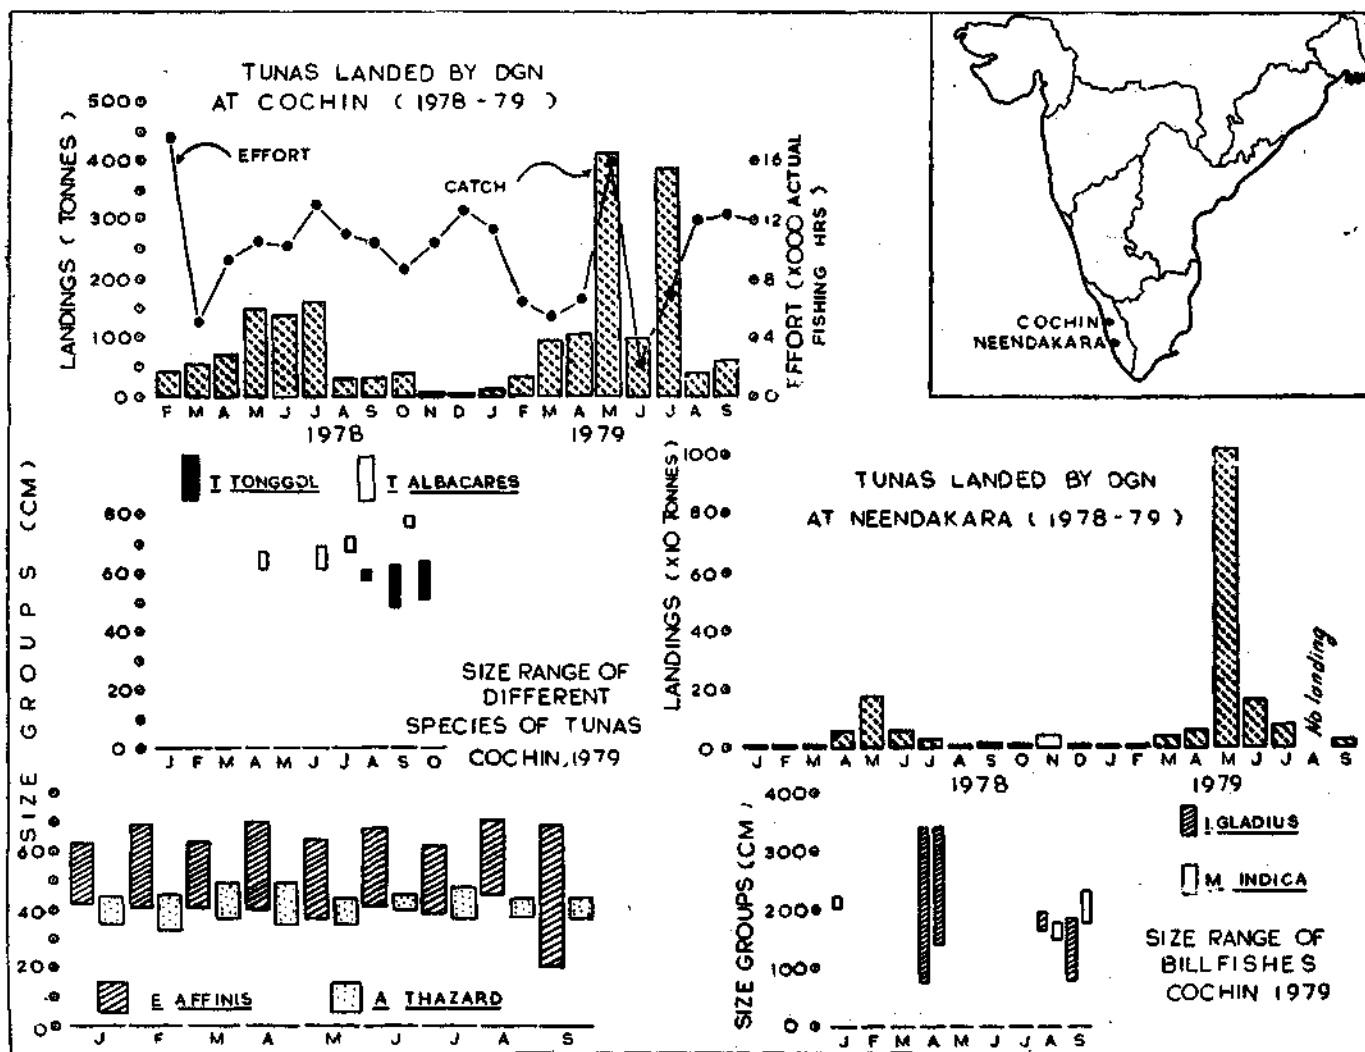 TUNAS LANDED BY DGN
AT COCHIN ( 1978 - 79 )
LANDINGS ( TONNES )
500
400
300
200
100
0
EFFORT
CATCH
16
12
8
4
0
EFFORT (X000 ACTUAL
FISHING HRS )
F M A M J J A S O N D J F M A M J J A S
1978 1979
COCHIN
NEENDAKARA
SIZE GROUPS (CM)
T TONGGOL T ALBACARES
80
60
40
20
0
SIZE RANGE OF
DIFFERENT
SPECIES OF TUNAS
COCHIN, 1979
J F M A M J J A S O
TUNAS LANDED BY DGN
AT NEENDAKARA ( 1978-79 )
LANDINGS (X10 TONNES)
100
80
60
40
20
0
No landing
J F M A M J J A S O N D J F M A M J J A S
1978 1979
60
40
20
0
E AFFINIS A THAZARD
J F M A M J J A S
SIZE GROUPS (CM )
400
300
200
100
0
I.GLADIUS
M INDICA
SIZE RANGE OF
BILLFISHES
COCHIN 1979
J F M A M J J A S